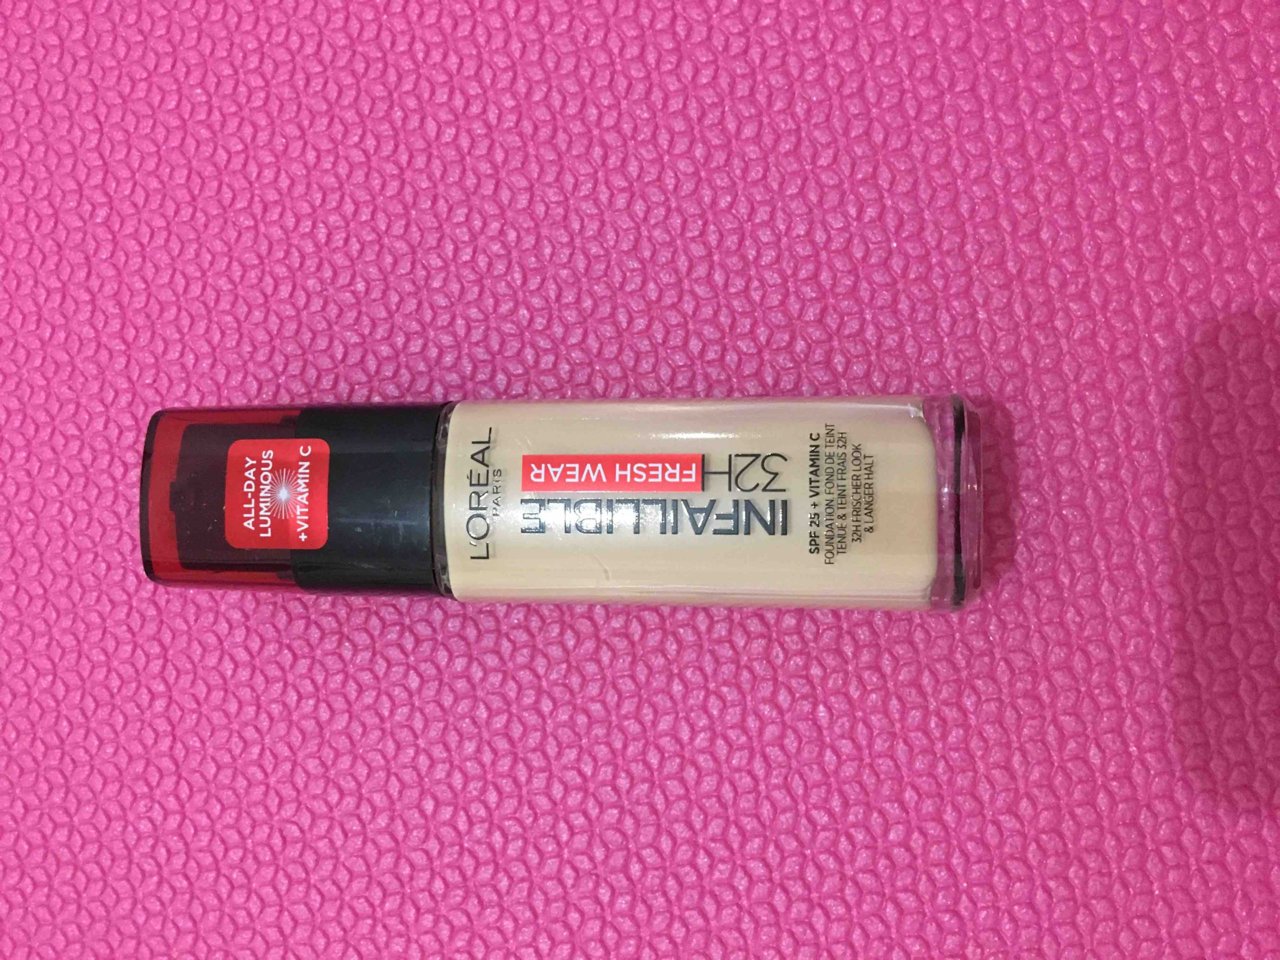 ALL-DAY
LUMINOUS
+VITAMIN C
L'ORÉAL
PARIS
INFAILLIBLE
32H
FRESH WEAR
SPF 25 + VITAMIN C
FOUNDATION FOND DE TEINT
TENUE & TEINT FRAIS 32H
32H FRISCHER LOOK
& LANGER HALT